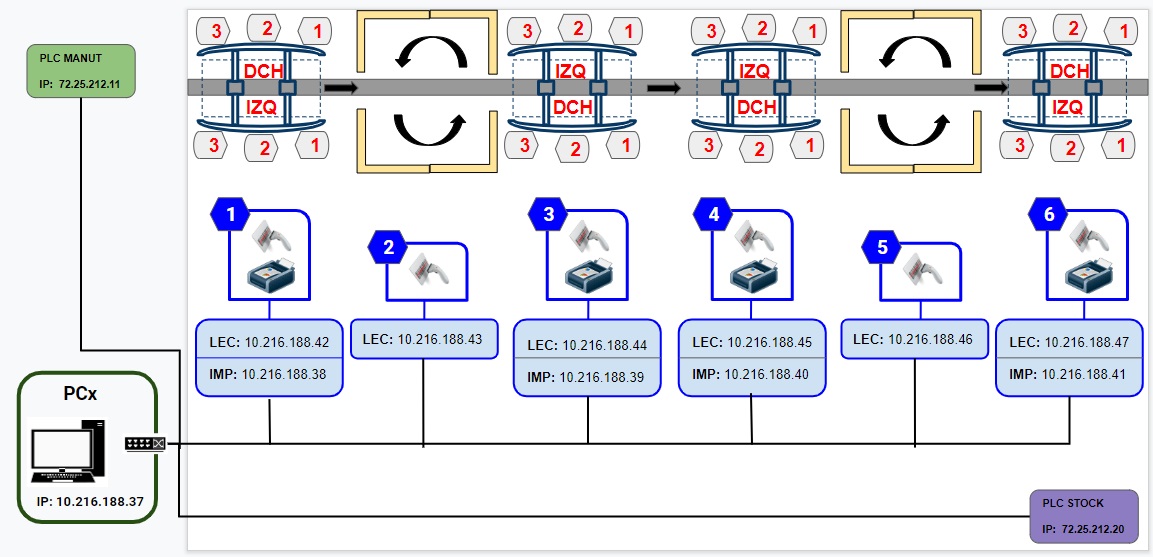 PLC MANUT
IP: 72.25.212.11
3 2 1
DCH
IZQ
3 2 1
3 2 1
IZQ
DCH
3 2 1
3 2 1
IZQ
DCH
3 2 1
3 2 1
DCH
IZQ
3 2 1
1
2
3
4
5
6
LEC: 10.216.188.42
IMP: 10.216.188.38
LEC: 10.216.188.43
LEC: 10.216.188.44
IMP: 10.216.188.39
LEC: 10.216.188.45
IMP: 10.216.188.40
LEC: 10.216.188.46
LEC: 10.216.188.47
IMP: 10.216.188.41
PCx
IP: 10.216.188.37
PLC STOCK
IP: 72.25.212.20